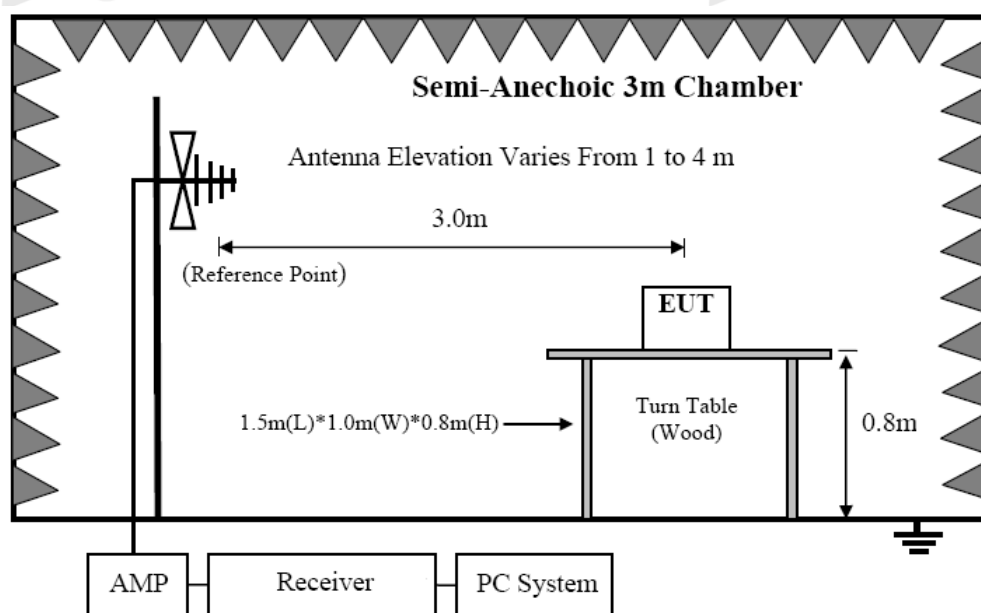 Semi-Anechoic 3m Chamber
Antenna Elevation Varies From 1 to 4 m
3.0m
(Reference Point)
EUT
1.5m(L)*1.0m(W)*0.8m(H)
Turn Table
(Wood)
0.8m
AMP
Receiver
PC System